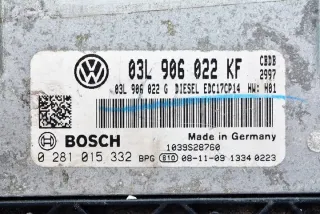 03L 906 022 KF CBDB
03L 906 022 G DIESEL EDC17CP14 HW: H01 2997
Made in Germany
BOSCH 1039S28760
0 281 015 332 BPG 610 08-11-09 1334 0223